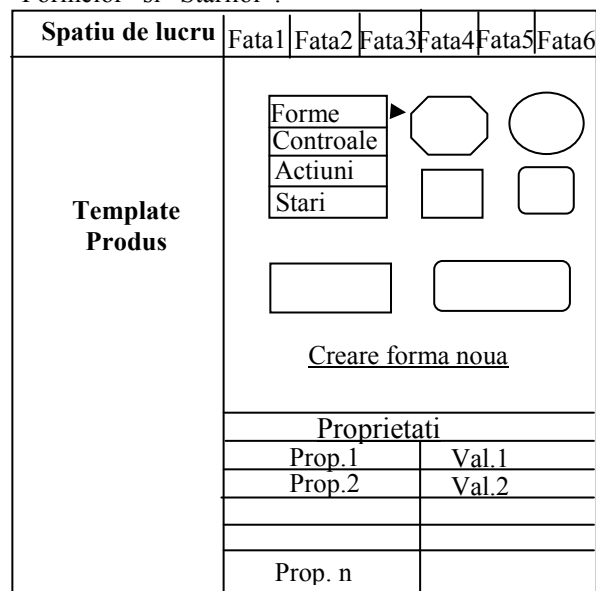 "Formelor" si "Starilor".
Spatiu de lucru Fata1 Fata2 Fata3 Fata4 Fata5 Fata6
Forme
Controale
Actiuni
Stari
Template
Produs
Creare forma noua
Proprietati
Prop.1 Val.1
Prop.2 Val.2
Prop. n